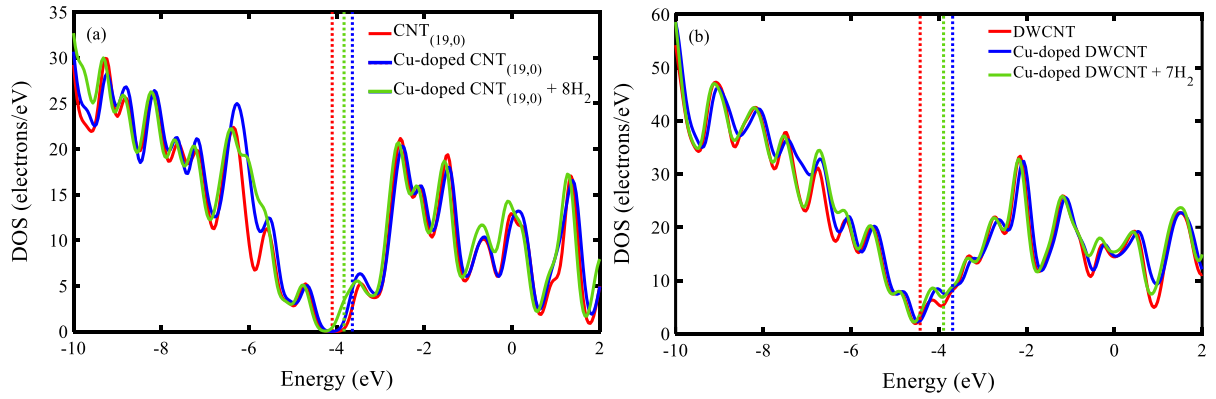 (a)
CNT(19,0)
Cu-doped CNT(19,0)
Cu-doped CNT(19,0) + 8H2
DOS (electrons/eV)
35
30
25
20
15
10
5
0
-10 -8 -6 -4 -2 0 2
Energy (eV)
(b)
DWCNT
Cu-doped DWCNT
Cu-doped DWCNT + 7H2
DOS (electrons/eV)
60
50
40
30
20
10
0
-10 -8 -6 -4 -2 0 2
Energy (eV)